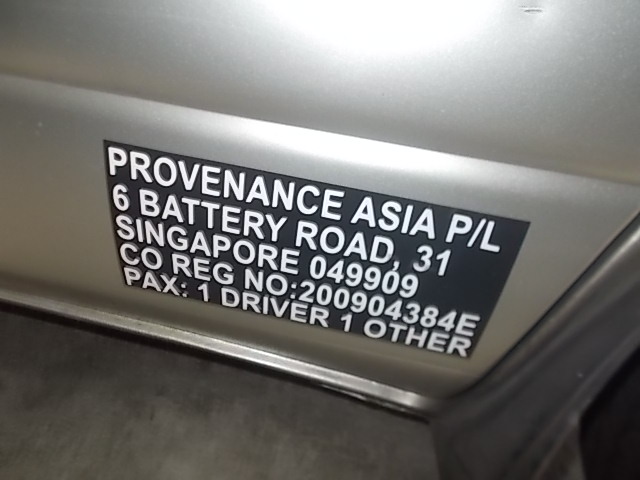 PROVENANCE ASIA P/L
6 BATTERY ROAD, 31
SINGAPORE 049909
CO REG NO:200904384E
PAX: 1 DRIVER 1 OTHER